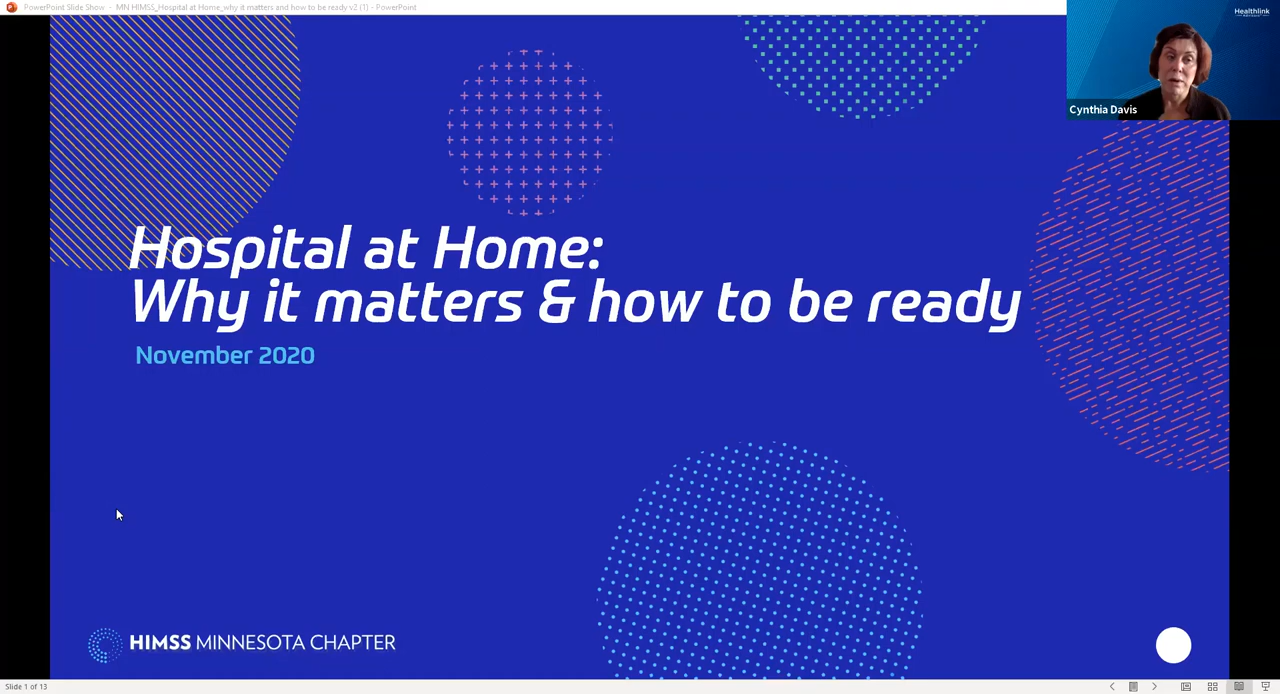 PowerPoint Slide Show - MN HIMSS_Hospital at Home_why it matters and how to be ready v2 (1) - PowerPoint
Healthlink
Cynthia Davis
Hospital at Home:
Why it matters & how to be ready
November 2020
HIMSS MINNESOTA CHAPTER
Slide 1 of 13